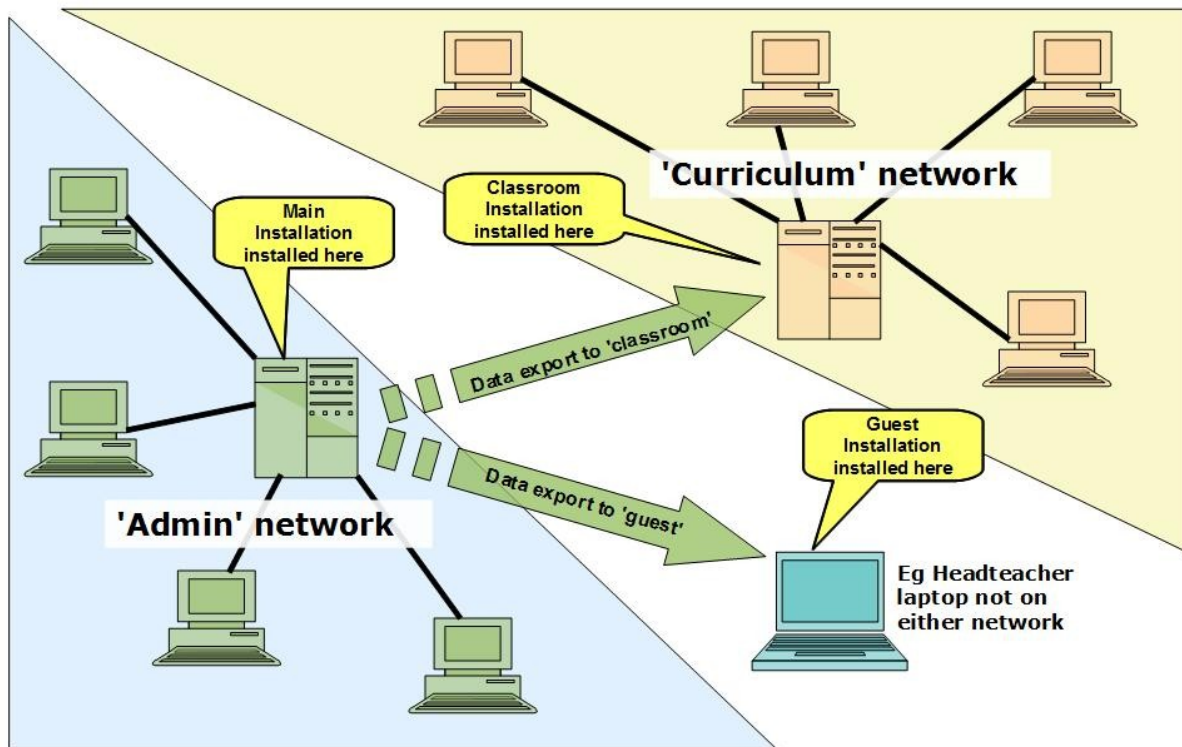 'Curriculum' network
Classroom
Installation
installed here
Main
Installation
installed here
Data export to 'classroom'
Guest
Installation
installed here
Data export to 'guest'
'Admin' network
Eg Headteacher
laptop not on
either network